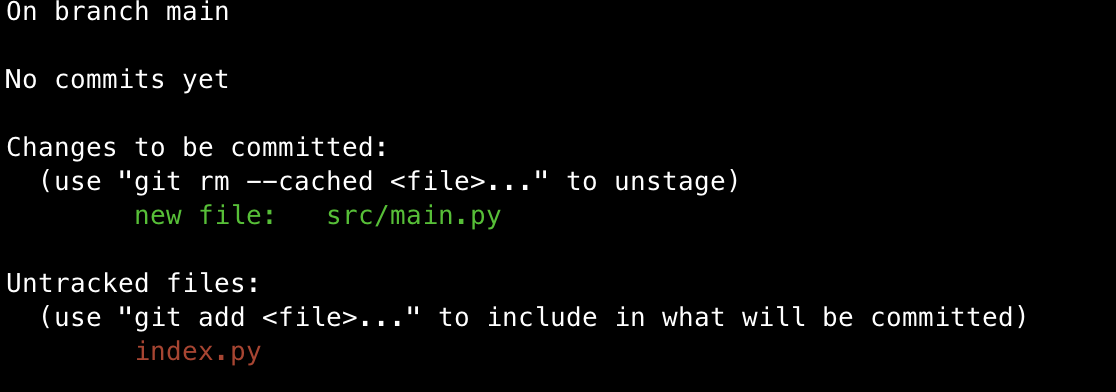 On branch main
No commits yet
Changes to be committed:
(use "git rm --cached <file>..." to unstage)
new file:   src/main.py
Untracked files:
(use "git add <file>..." to include in what will be committed)
index.py